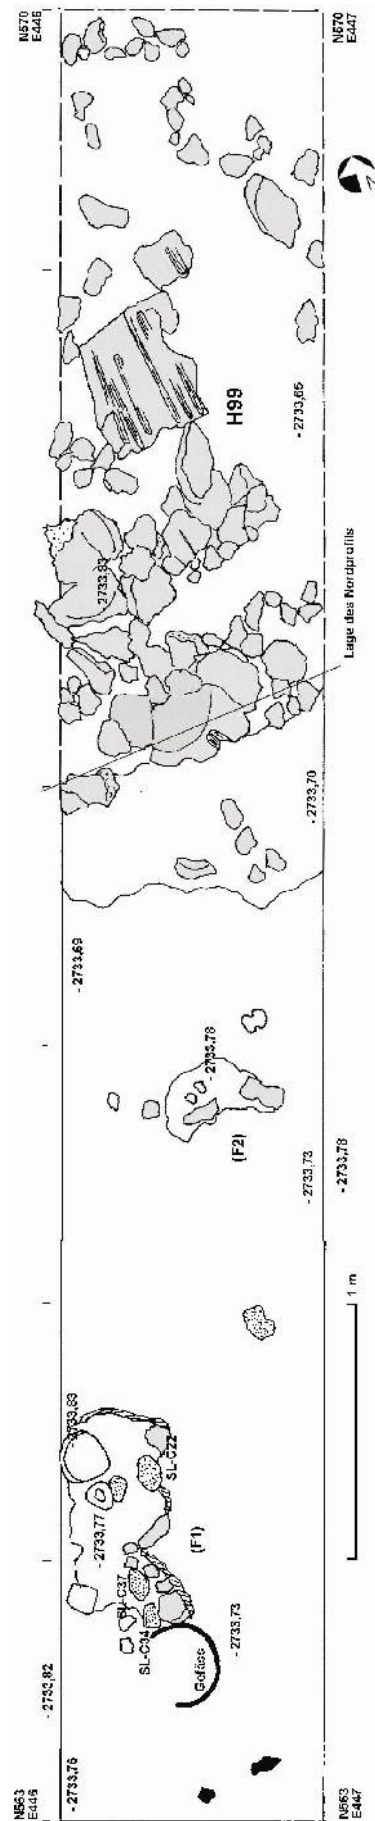 N570
E446
N570
E447
H99
- 2733,65
2733,83
Lage des Nordprofils
- 2733,70
- 2733,69
- 2733,78
(F2)
- 2733,73
- 2733,78
1 m
2733,83
SL-C22
- 2733,77
(F1)
SL-C37
SL-C34
Gefäss
- 2733,73
- 2733,82
- 2733,76
N563
E446
N563
E447